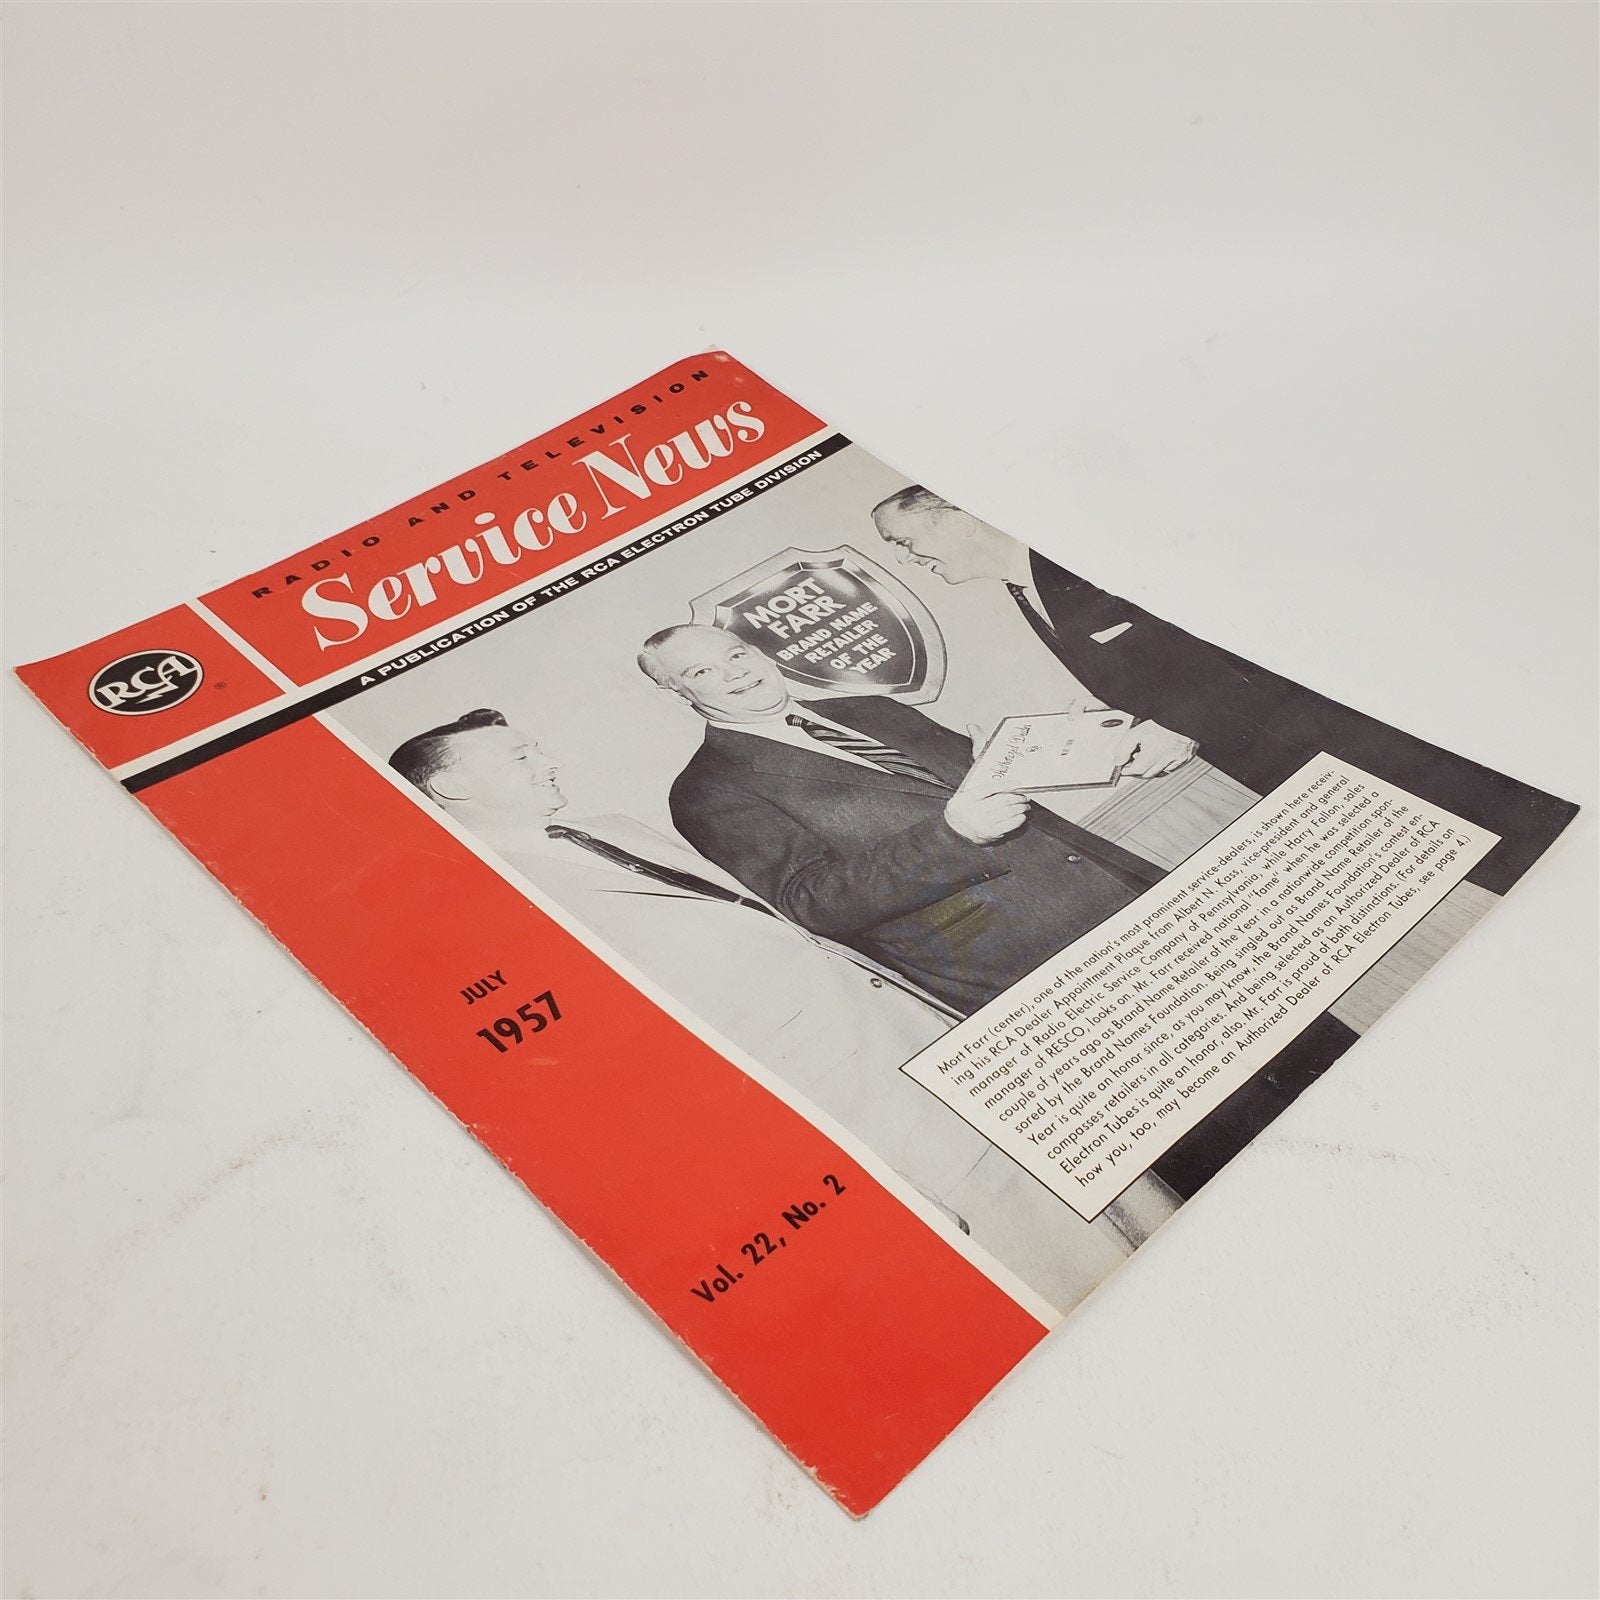 RADIO AND TELEVISION
Service News
RCA
®
A PUBLICATION OF THE RCA ELECTRON TUBE DIVISION
MORT
FARR
BRAND NAME
RETAILER
OF THE
YEAR
JULY
1957
Vol. 22, No. 2
Mort Farr (center), one of the nation's most prominent service-dealers, is shown here receiv-
ing his RCA Dealer Appointment Plaque from Albert N. Kass, vice-president and general
manager of Radio Electric Service Company of Pennsylvania, while Harry Fallon, sales
manager of RESCO, looks on. Mr. Farr received national "fame" when he was selected a
couple of years ago as Brand Name Retailer of the Year in a nationwide competition spon-
sored by the Brand Names Foundation. Being singled out as Brand Name Retailer of the
Year is quite an honor since, as you may know, the Brand Names Foundation's contest en-
compasses retailers in all categories. And being selected as an Authorized Dealer of RCA
Electron Tubes is quite an honor, also. Mr. Farr is proud of both distinctions. (For details on
how you, too, may become an Authorized Dealer of RCA Electron Tubes, see page 4.)